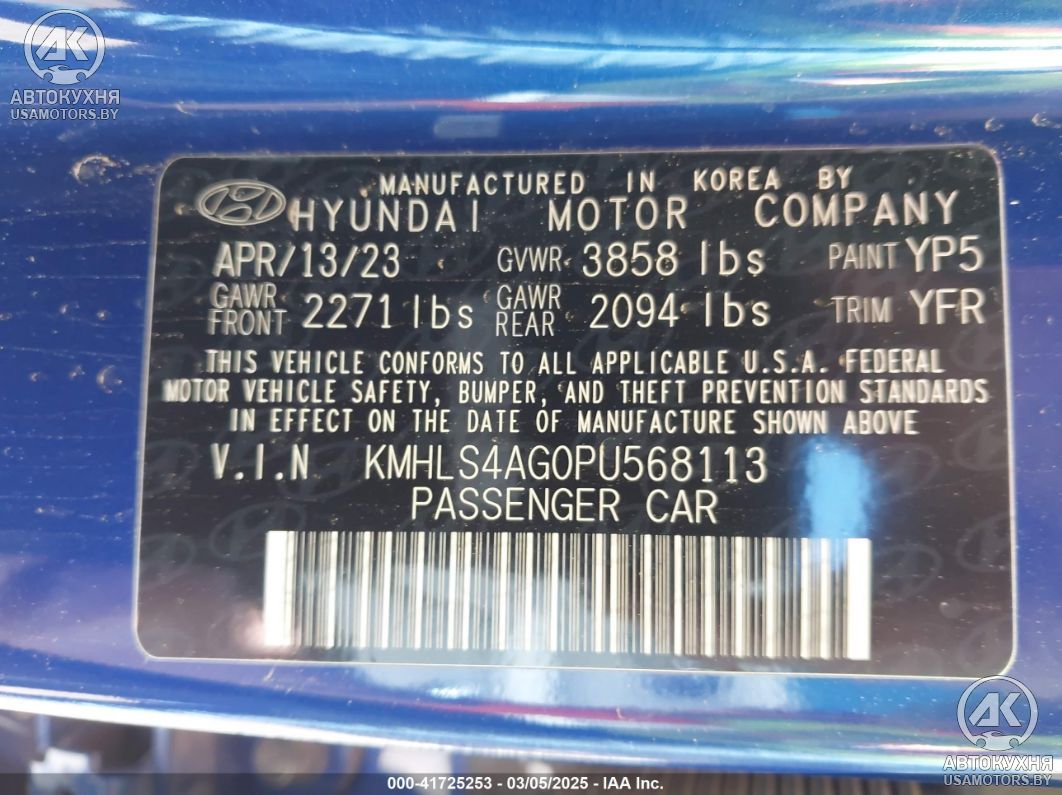 AK
АВТОКУХНЯ
USAMOTORS.BY
MANUFACTURED IN KOREA BY
HYUNDAI MOTOR COMPANY
APR/13/23 GVWR 3858 lbs PAINT YP5
GAWR FRONT 2271 lbs GAWR REAR 2094 lbs TRIM YFR
THIS VEHICLE CONFORMS TO ALL APPLICABLE U.S.A. FEDERAL
MOTOR VEHICLE SAFETY, BUMPER, AND THEFT PREVENTION STANDARDS
IN EFFECT ON THE DATE OF MANUFACTURE SHOWN ABOVE
V.I.N KMHLS4AG0PU568113
PASSENGER CAR
AK
АВТОКУХНЯ
USAMOTORS.BY
000-41725253 - 03/05/2025 - IAA Inc.